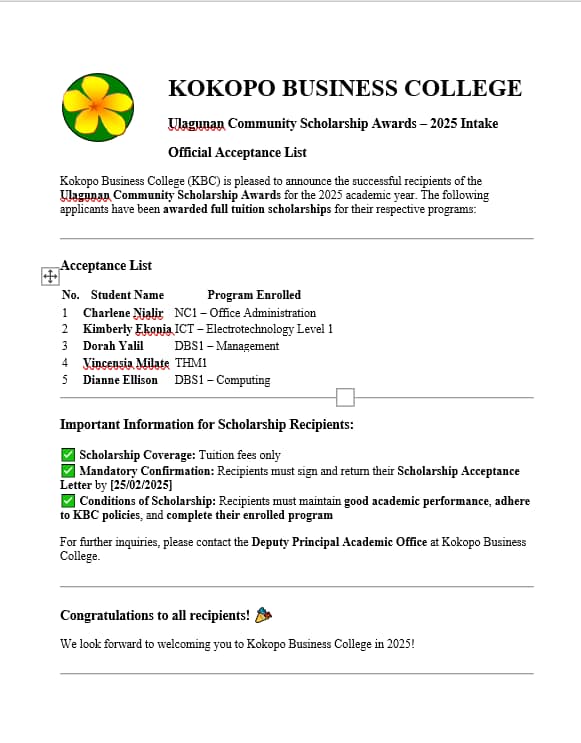 KOKOPO BUSINESS COLLEGE
Ulagunan Community Scholarship Awards – 2025 Intake
Official Acceptance List
Kokopo Business College (KBC) is pleased to announce the successful recipients of the
Ulagunan Community Scholarship Awards for the 2025 academic year. The following
applicants have been awarded full tuition scholarships for their respective programs:
Acceptance List
No. Student Name Program Enrolled
1 Charlene Nialir NC1 – Office Administration
2 Kimberly Ekonia ICT – Electrotechnology Level 1
3 Dorah Yalil DBS1 – Management
4 Vincensia Milate THM1
5 Dianne Ellison DBS1 – Computing
Important Information for Scholarship Recipients:
✅ Scholarship Coverage: Tuition fees only
✅ Mandatory Confirmation: Recipients must sign and return their Scholarship Acceptance
Letter by [25/02/2025]
✅ Conditions of Scholarship: Recipients must maintain good academic performance, adhere
to KBC policies, and complete their enrolled program
For further inquiries, please contact the Deputy Principal Academic Office at Kokopo Business
College.
Congratulations to all recipients! 🎉
We look forward to welcoming you to Kokopo Business College in 2025!